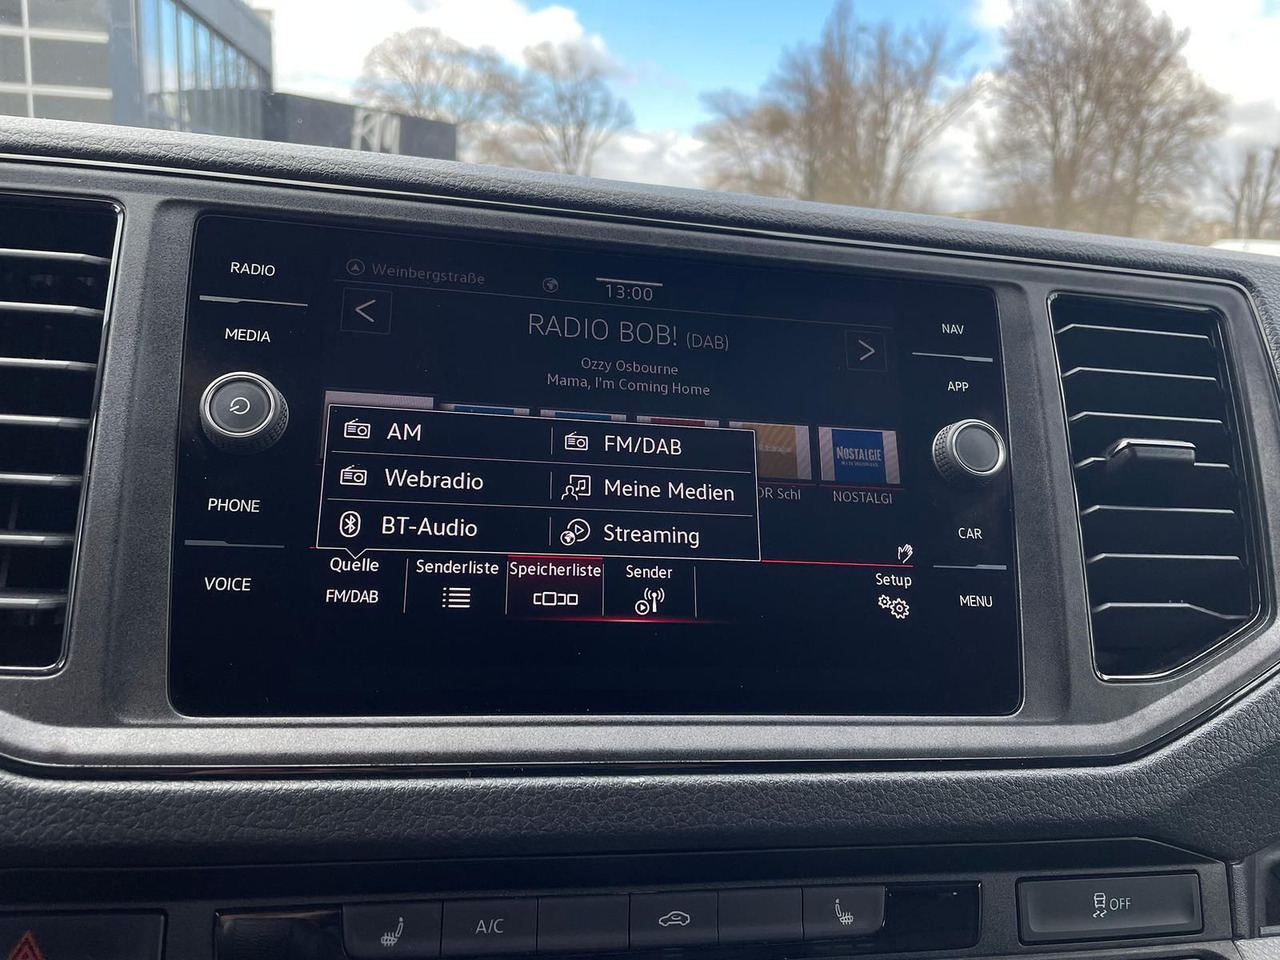 RADIO
MEDIA
PHONE
VOICE
Weinbergstraße
13:00
RADIO BOB! (DAB)
Ozzy Osbourne
Mama, I'm Coming Home
AM
FM/DAB
Webradio
Meine Medien
BT-Audio
Streaming
NOSTALGIE
OR Schl
NOSTALGI
Quelle
FM/DAB
Senderliste
Speicherliste
Sender
Setup
NAV
APP
CAR
MENU
A/C
OFF